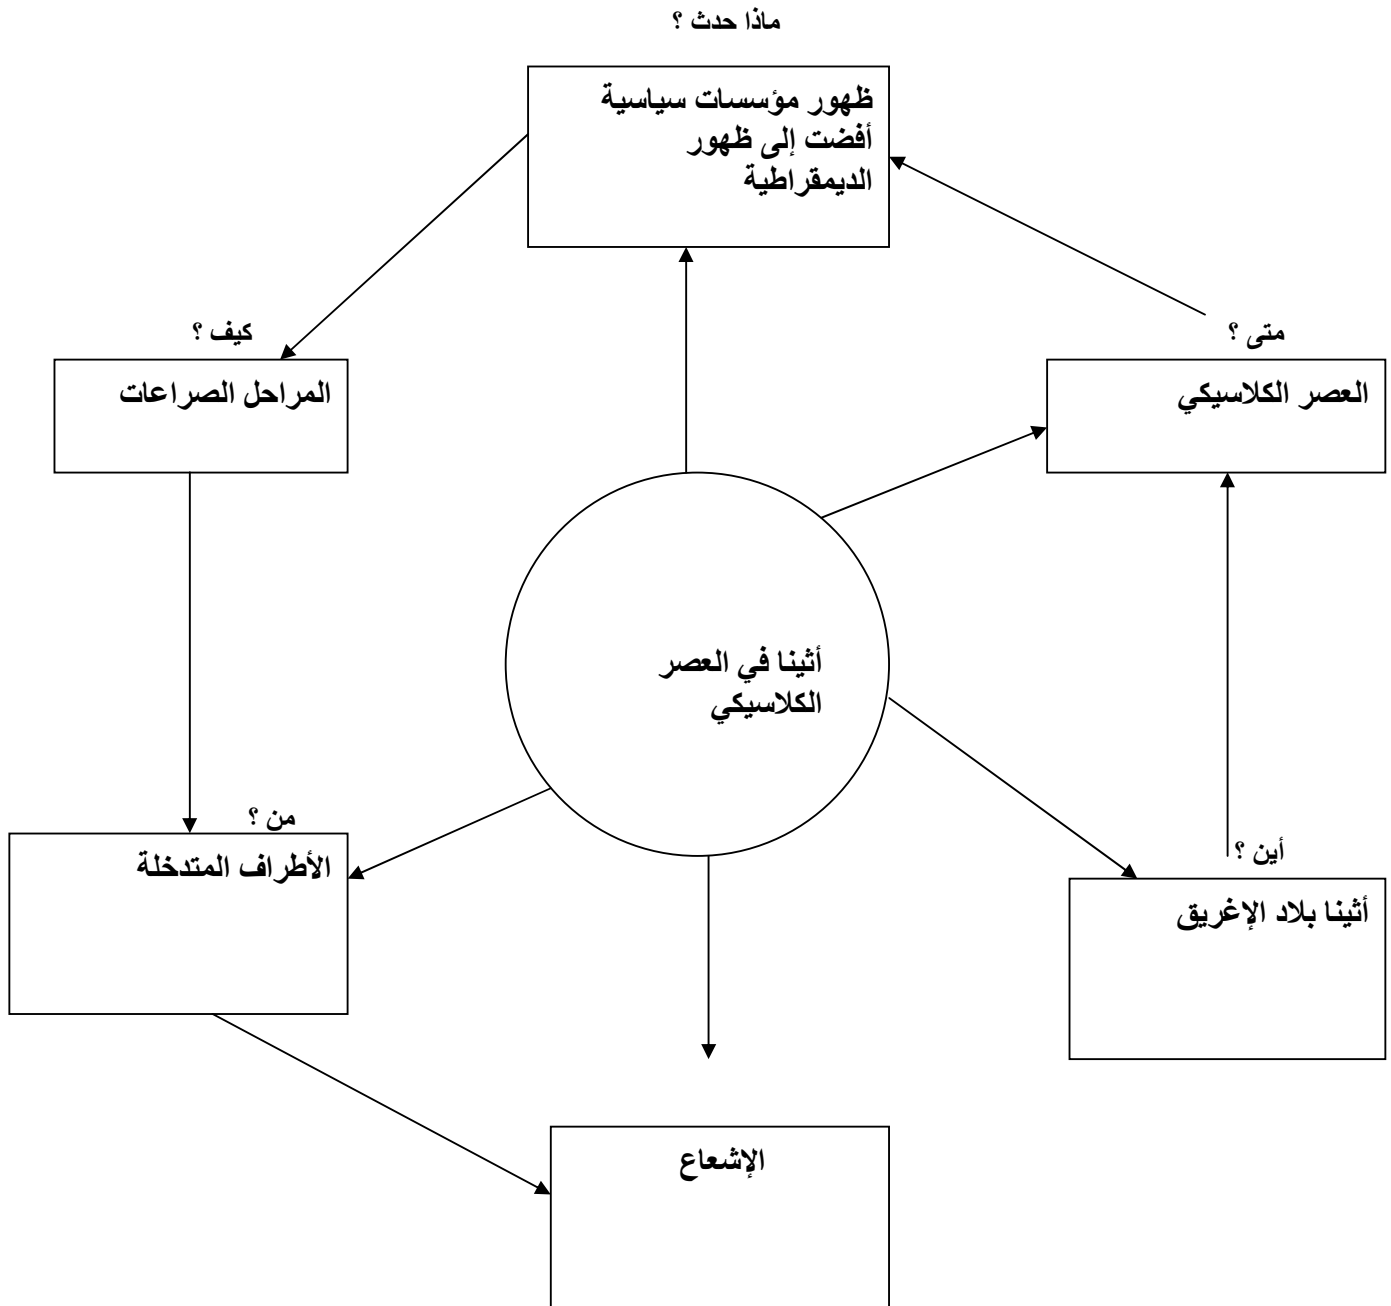 ماذا حدث ؟
ظهور مؤسسات سياسية
أفضت إلى ظهور
الديمقراطية
متى ؟
كيف ؟
العصر الكلاسيكي
المراحل الصراعات
أثينا في العصر
الكلاسيكي
من ؟
أين ؟
الأطراف المتدخلة
أثينا بلاد الإغريق
الإشعاع